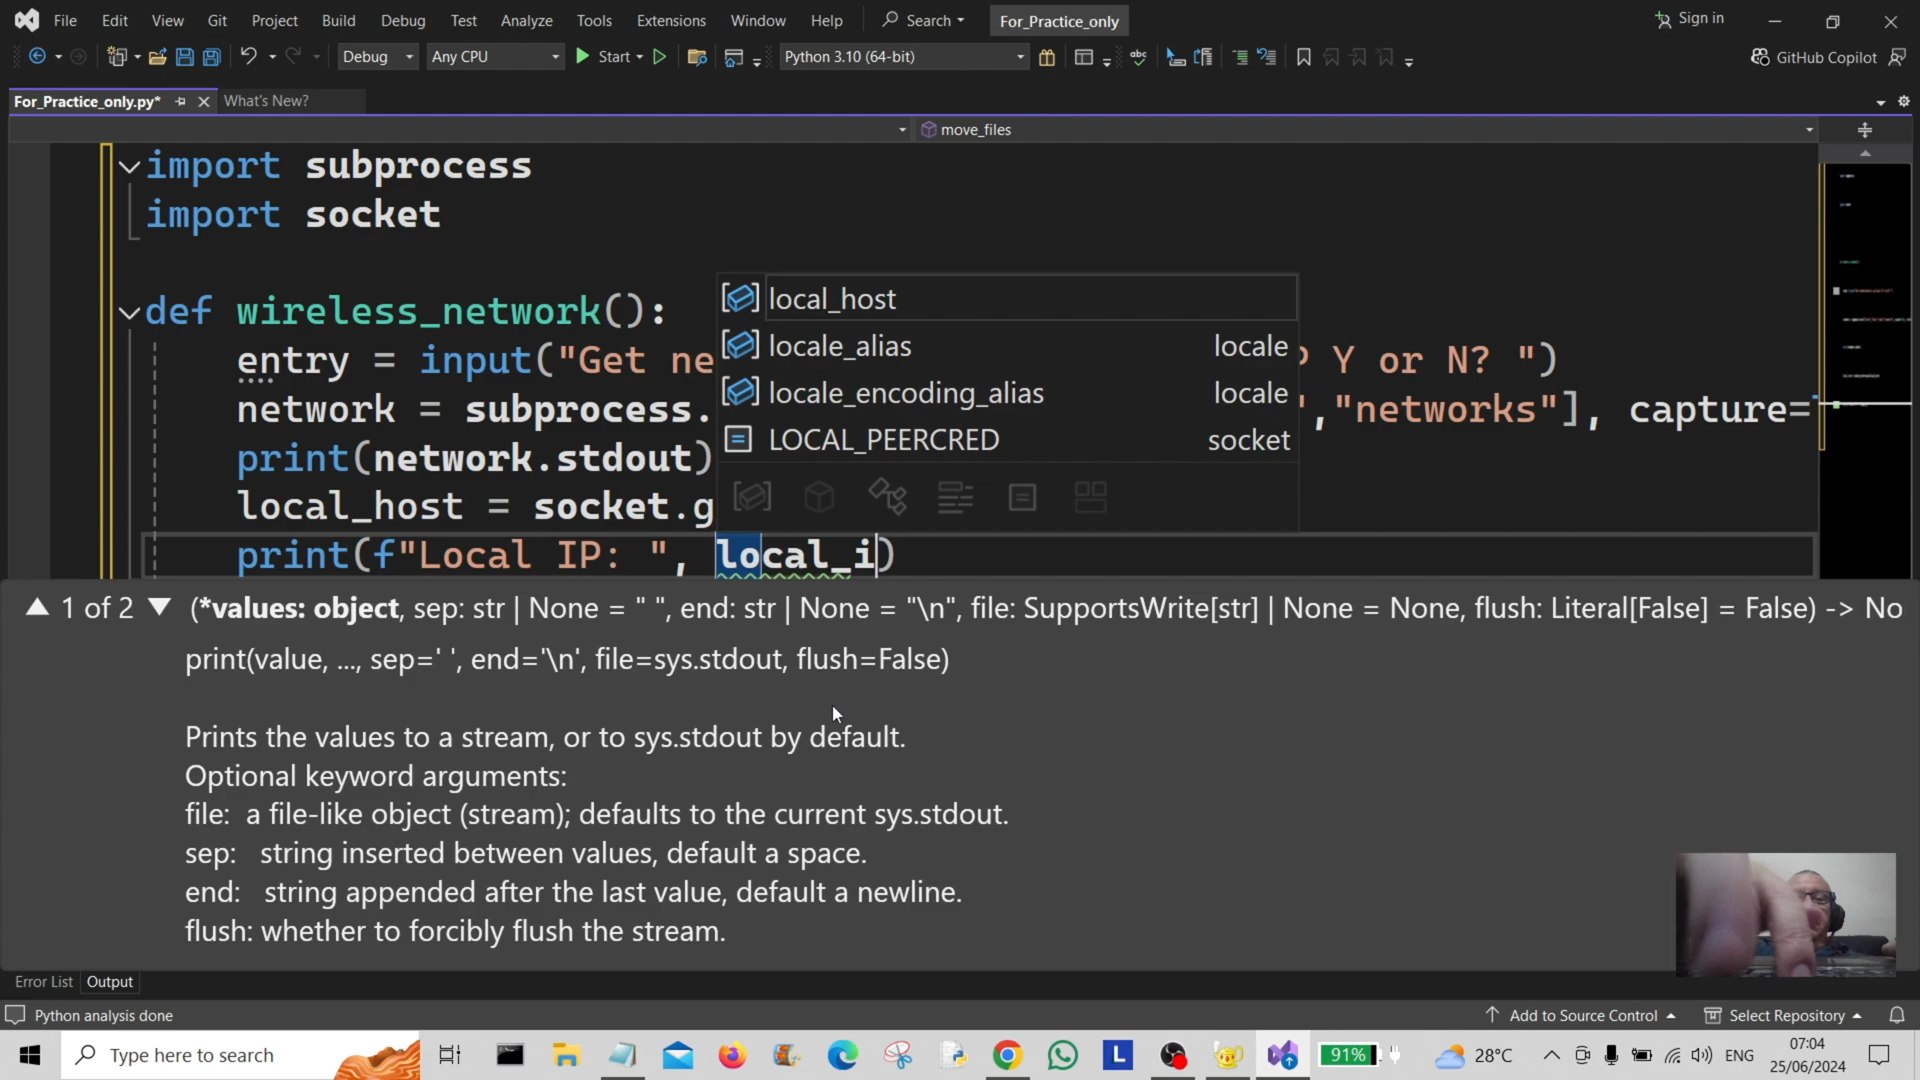 File Edit View Git Project Build Debug Test Analyze Tools Extensions Window Help Search For_Practice_only Sign in
Debug Any CPU Start Python 3.10 (64-bit) abc GitHub Copilot
For_Practice_only.py* What's New?
move_files
import subprocess
import socket
def wireless_network():
entry = input("Get ne ? Y or N? ")
network = subprocess. ","networks"], capture=
print(network.stdout)
local_host = socket.g
print(f"Local IP: ", local_i)
local_host
locale_alias locale
locale_encoding_alias locale
LOCAL_PEERCRED socket
1 of 2 (*values: object, sep: str | None = " ", end: str | None = "\n", file: SupportsWrite[str] | None = None, flush: Literal[False] = False) -> No
print(value, ..., sep=' ', end='\n', file=sys.stdout, flush=False)
Prints the values to a stream, or to sys.stdout by default.
Optional keyword arguments:
file: a file-like object (stream); defaults to the current sys.stdout.
sep: string inserted between values, default a space.
end: string appended after the last value, default a newline.
flush: whether to forcibly flush the stream.
Error List Output
Python analysis done Add to Source Control Select Repository
Type here to search L 91% 28°C ENG 07:04
25/06/2024